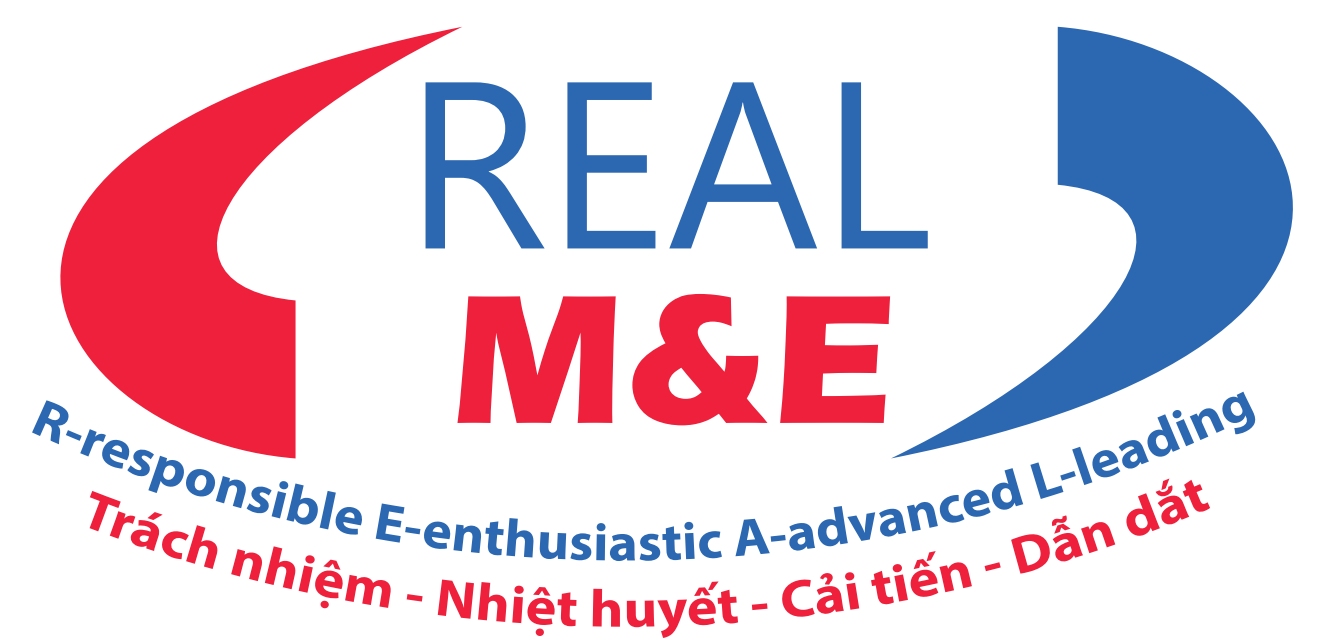 REAL
M&E
R-responsible E-enthusiastic A-advanced L-leading
Trách nhiệm - Nhiệt huyết - Cải tiến - Dẫn dắt